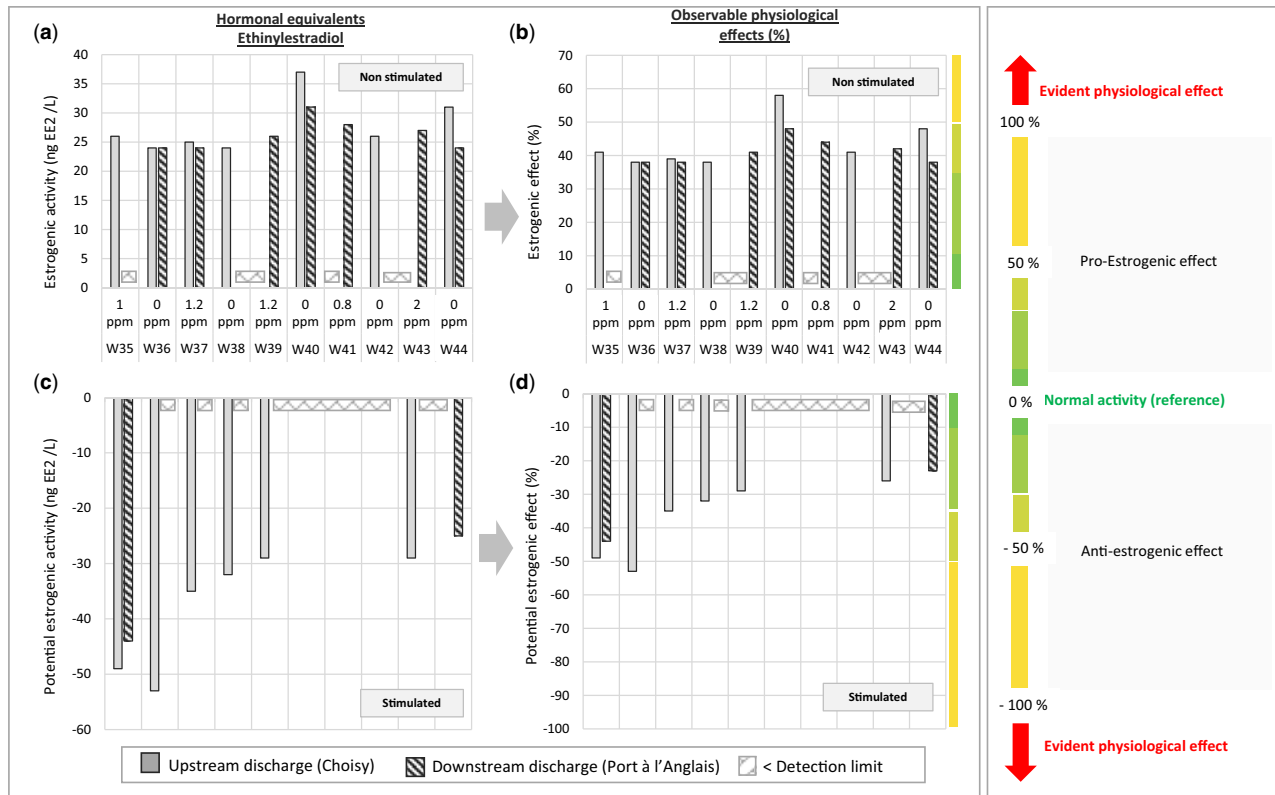 Hormonal equivalents
Ethinylestradiol
(a)
Estrogenic activity (ng EE2 /L)
40
35
30
25
20
15
10
5
0
Non stimulated
1 ppm 0 ppm 1.2 ppm 0 ppm 1.2 ppm 0 ppm 0.8 ppm 0 ppm 2 ppm 0 ppm
W35 W36 W37 W38 W39 W40 W41 W42 W43 W44
Observable physiological
effects (%)
(b)
Estrogenic effect (%)
70
60
50
40
30
20
10
0
Non stimulated
1 ppm 0 ppm 1.2 ppm 0 ppm 1.2 ppm 0 ppm 0.8 ppm 0 ppm 2 ppm 0 ppm
W35 W36 W37 W38 W39 W40 W41 W42 W43 W44
(c)
Potential estrogenic activity (ng EE2 /L)
0
-10
-20
-30
-40
-50
-60
Stimulated
(d)
Potential estrogenic effect (%)
0
-10
-20
-30
-40
-50
-60
-70
-80
-90
-100
Stimulated
Upstream discharge (Choisy)
Downstream discharge (Port à l'Anglais)
< Detection limit
Evident physiological effect
100 %
50 %
Pro-Estrogenic effect
0 %
Normal activity (reference)
- 50 %
Anti-estrogenic effect
- 100 %
Evident physiological effect